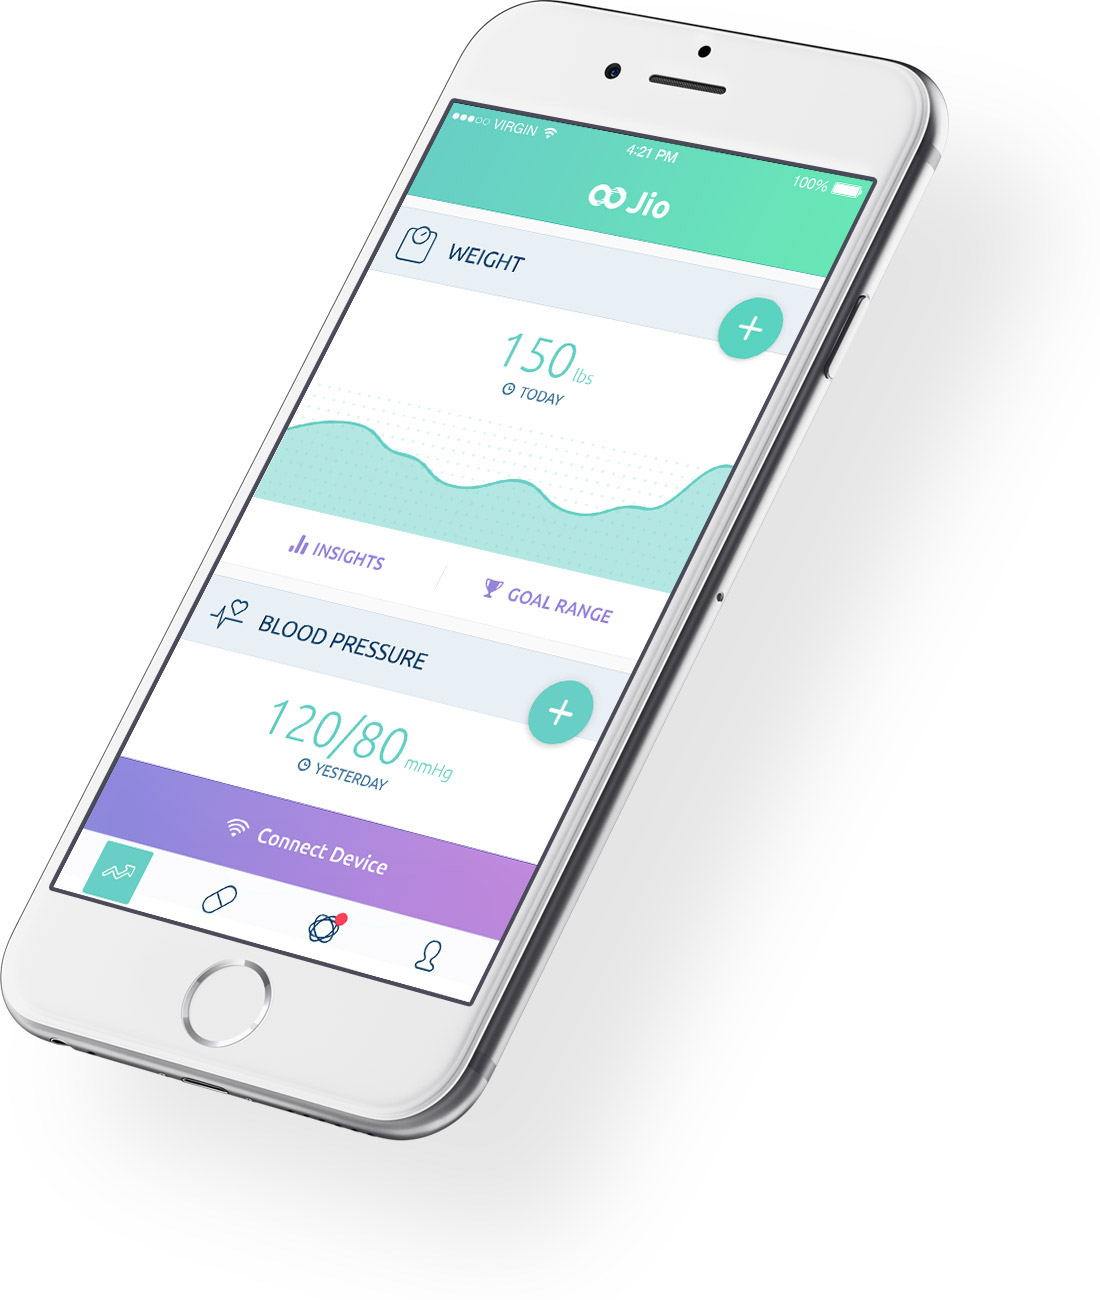 VIRGIN
4:21 PM
100%
Jio
WEIGHT
150 lbs
TODAY
INSIGHTS
GOAL RANGE
BLOOD PRESSURE
120/80 mmHg
YESTERDAY
Connect Device